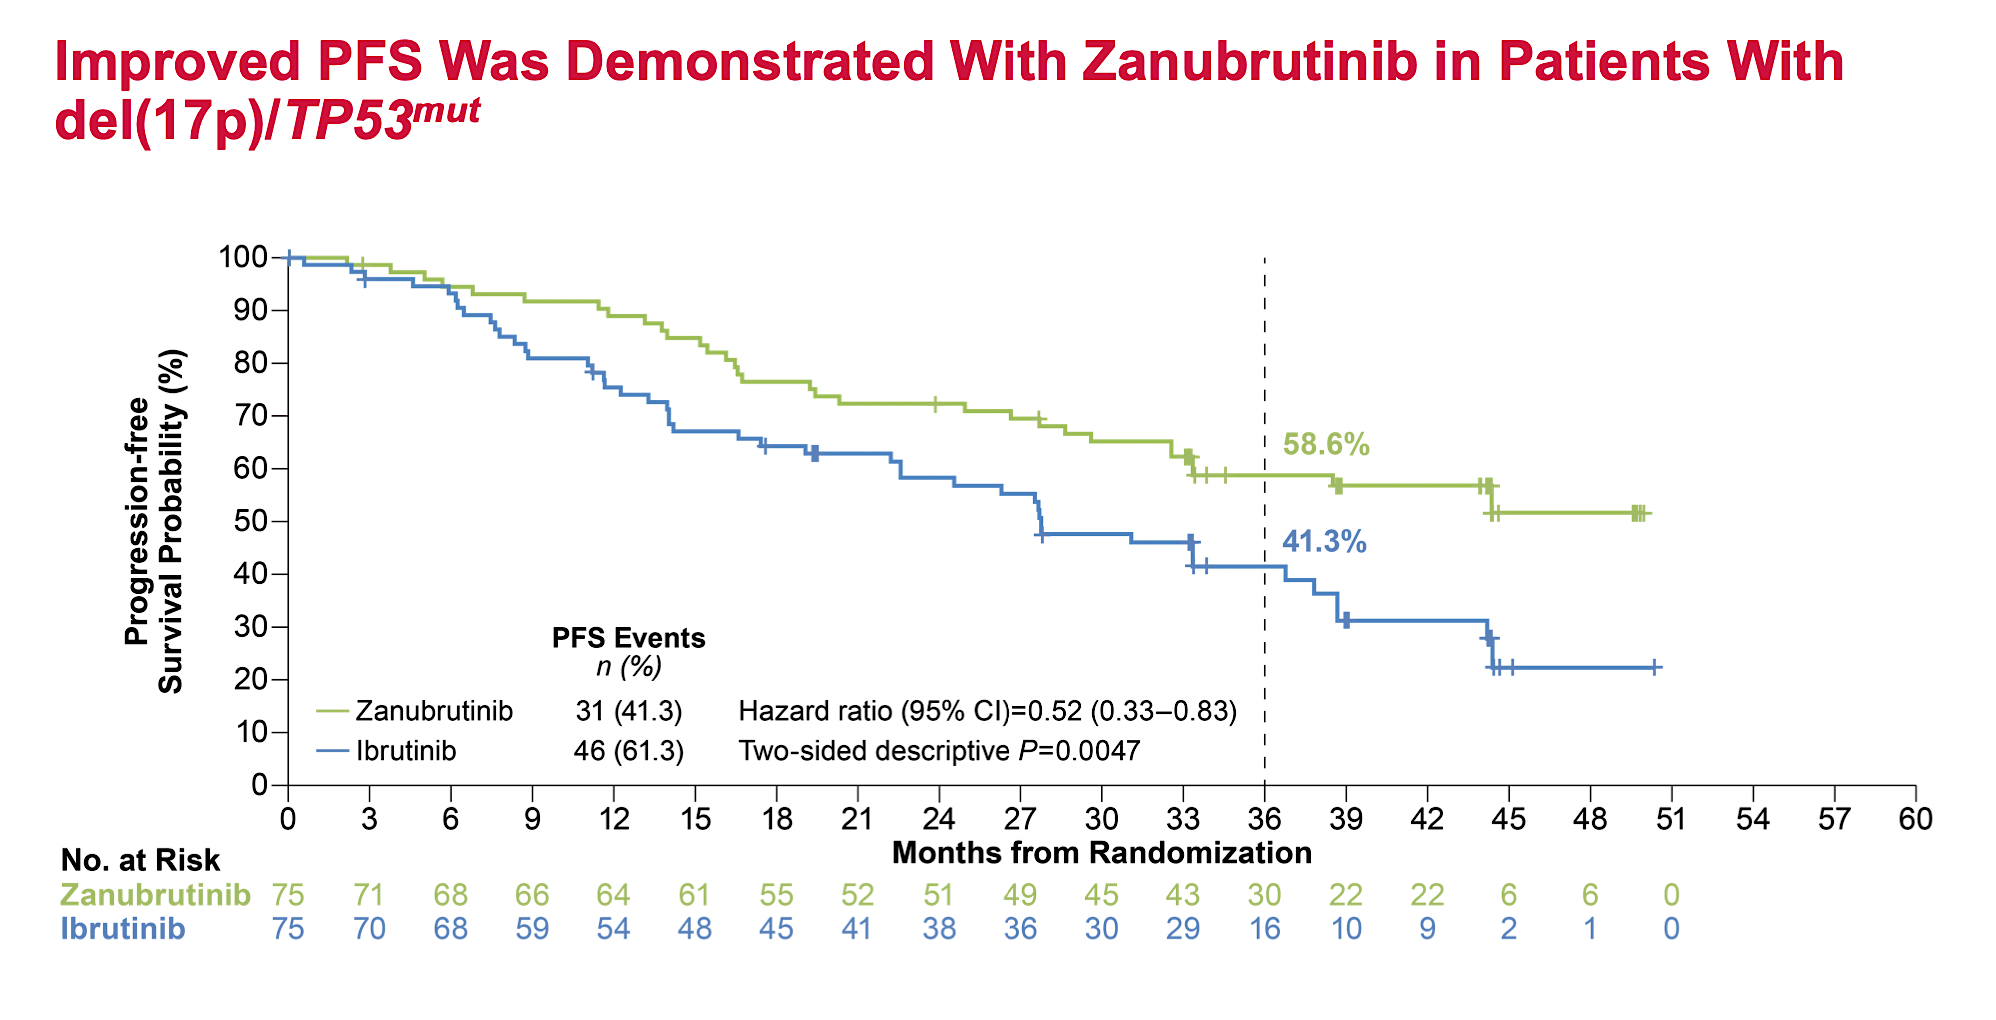 Improved PFS Was Demonstrated With Zanubrutinib in Patients With
del(17p)/TP53mut
Progression-free
Survival Probability (%)
100
90
80
70
60
50
40
30
20
10
0
58.6%
41.3%
PFS Events
n (%)
Zanubrutinib 31 (41.3) Hazard ratio (95% CI)=0.52 (0.33–0.83)
Ibrutinib 46 (61.3) Two-sided descriptive P=0.0047
0 3 6 9 12 15 18 21 24 27 30 33 36 39 42 45 48 51 54 57 60
Months from Randomization
No. at Risk
Zanubrutinib 75 71 68 66 64 61 55 52 51 49 45 43 30 22 22 6 6 0
Ibrutinib 75 70 68 59 54 48 45 41 38 36 30 29 16 10 9 2 1 0